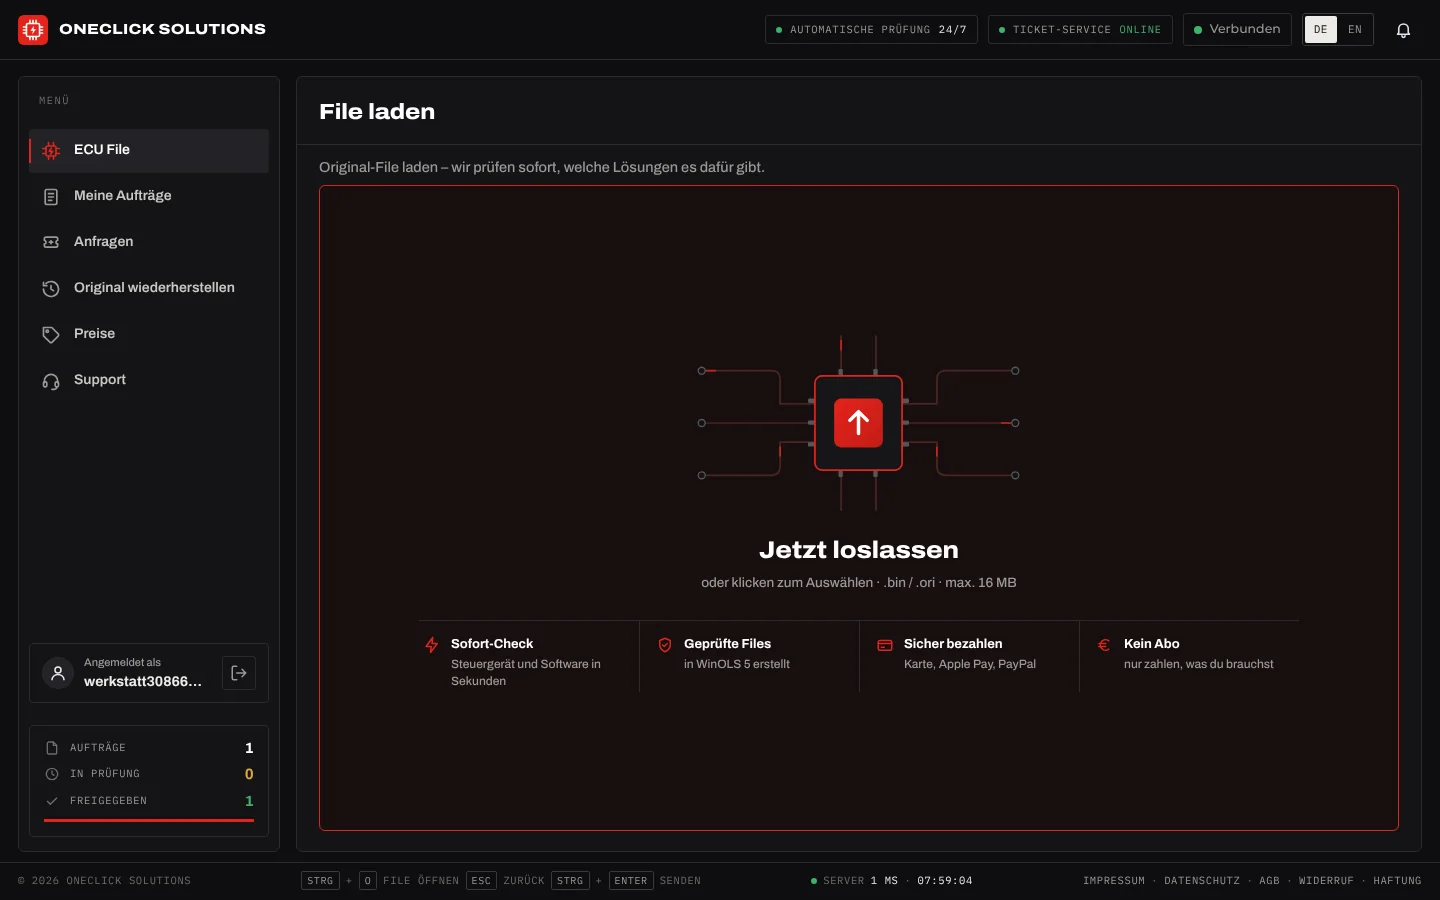 ONECLICK SOLUTIONS
AUTOMATISCHE PRÜFUNG 24/7
TICKET-SERVICE ONLINE
Verbunden
DE EN
MENÜ
ECU File
Meine Aufträge
Anfragen
Original wiederherstellen
Preise
Support
Angemeldet als
werkstatt30866...
AUFTRÄGE 1
IN PRÜFUNG 0
FREIGEGEBEN 1
File laden
Original-File laden – wir prüfen sofort, welche Lösungen es dafür gibt.
Jetzt loslassen
oder klicken zum Auswählen · .bin / .ori · max. 16 MB
Sofort-Check
Steuergerät und Software in
Sekunden
Geprüfte Files
in WinOLS 5 erstellt
Sicher bezahlen
Karte, Apple Pay, PayPal
Kein Abo
nur zahlen, was du brauchst
© 2026 ONECLICK SOLUTIONS
STRG + O FILE ÖFFNEN ESC ZURÜCK STRG + ENTER SENDEN
SERVER 1 MS · 07:59:04
IMPRESSUM · DATENSCHUTZ · AGB · WIDERRUF · HAFTUNG